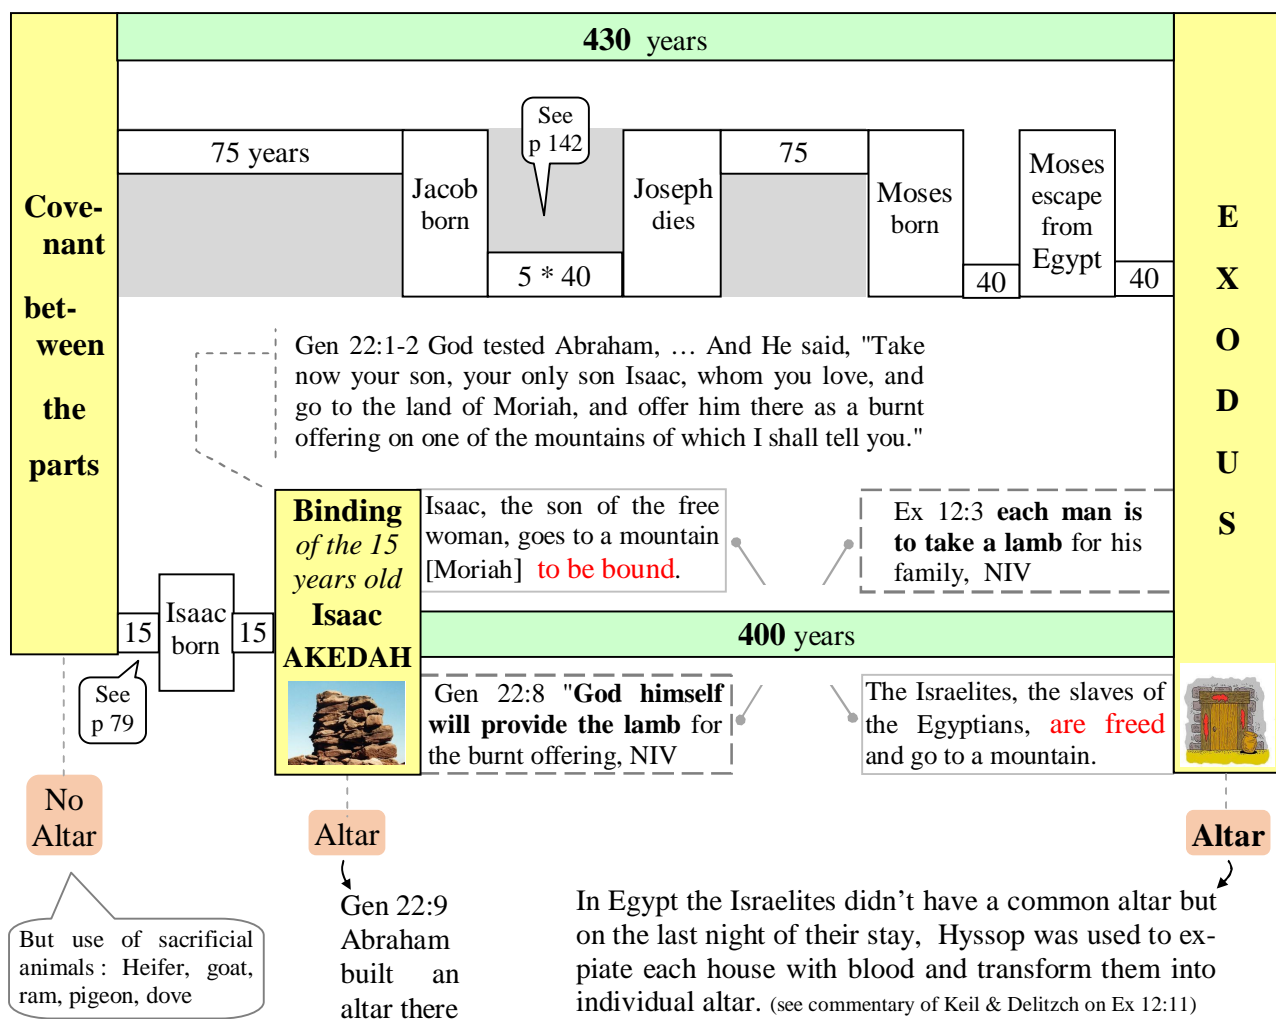 430 years
Cove-
nant
bet-
ween
the
parts
75 years
Jacob
born
See
p 142
5 * 40
Joseph
dies
75
Moses
born
40
Moses
escape
from
Egypt
40
E
X
O
D
U
S
Gen 22:1-2 God tested Abraham, … And He said, "Take
now your son, your only son Isaac, whom you love, and
go to the land of Moriah, and offer him there as a burnt
offering on one of the mountains of which I shall tell you."
15
Isaac
born
15
See
p 79
Binding
of the 15
years old
Isaac
AKEDAH
Isaac, the son of the free
woman, goes to a mountain
[Moriah] to be bound.
Ex 12:3 each man is
to take a lamb for his
family, NIV
400 years
Gen 22:8 "God himself
will provide the lamb for
the burnt offering, NIV
The Israelites, the slaves of
the Egyptians, are freed
and go to a mountain.
No
Altar
Altar
Altar
But use of sacrificial
animals : Heifer, goat,
ram, pigeon, dove
Gen 22:9
Abraham
built an
altar there
In Egypt the Israelites didn’t have a common altar but
on the last night of their stay, Hyssop was used to ex-
piate each house with blood and transform them into
individual altar. (see commentary of Keil & Delitzch on Ex 12:11)